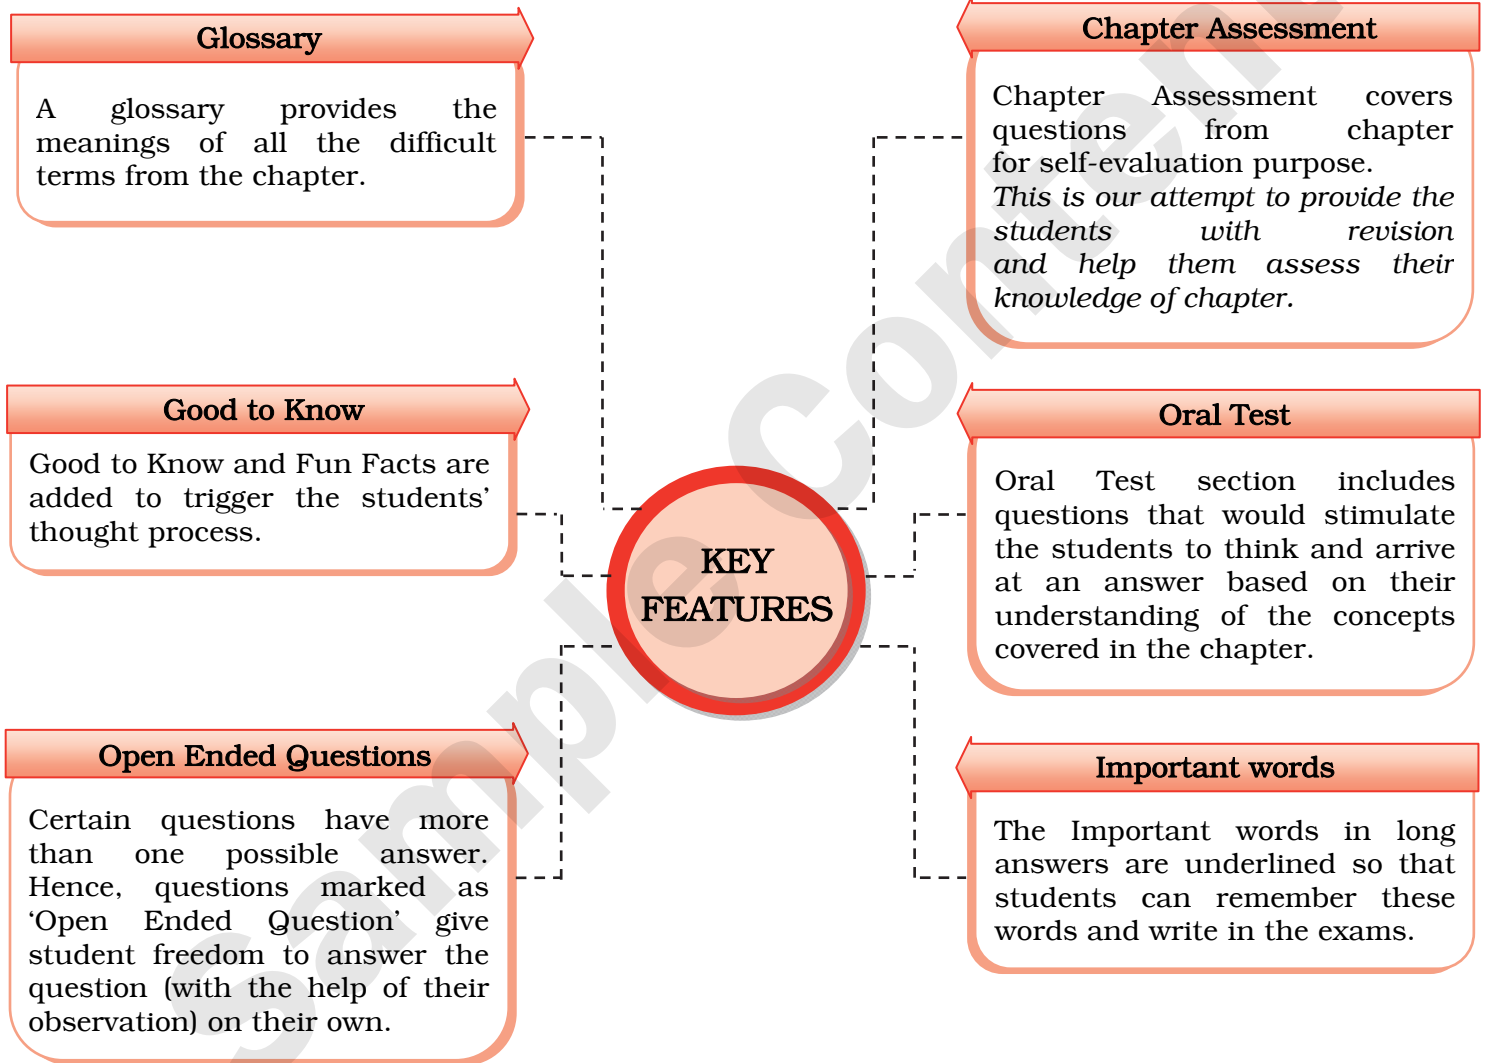 Glossary
A glossary provides the
meanings of all the difficult
terms from the chapter.
Good to Know
Good to Know and Fun Facts are
added to trigger the students’
thought process.
Open Ended Questions
Certain questions have more
than one possible answer.
Hence, questions marked as
‘Open Ended Question’ give
student freedom to answer the
question (with the help of their
observation) on their own.
KEY
FEATURES
Chapter Assessment
Chapter Assessment covers
questions from chapter
for self-evaluation purpose.
This is our attempt to provide the
students with revision
and help them assess their
knowledge of chapter.
Oral Test
Oral Test section includes
questions that would stimulate
the students to think and arrive
at an answer based on their
understanding of the concepts
covered in the chapter.
Important words
The Important words in long
answers are underlined so that
students can remember these
words and write in the exams.
Sample Content